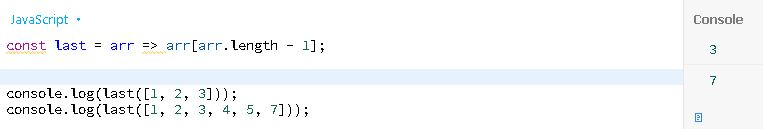 JavaScript
const last = arr => arr[arr.length - 1];
console.log(last([1, 2, 3]));
console.log(last([1, 2, 3, 4, 5, 7]));
Console
3
7